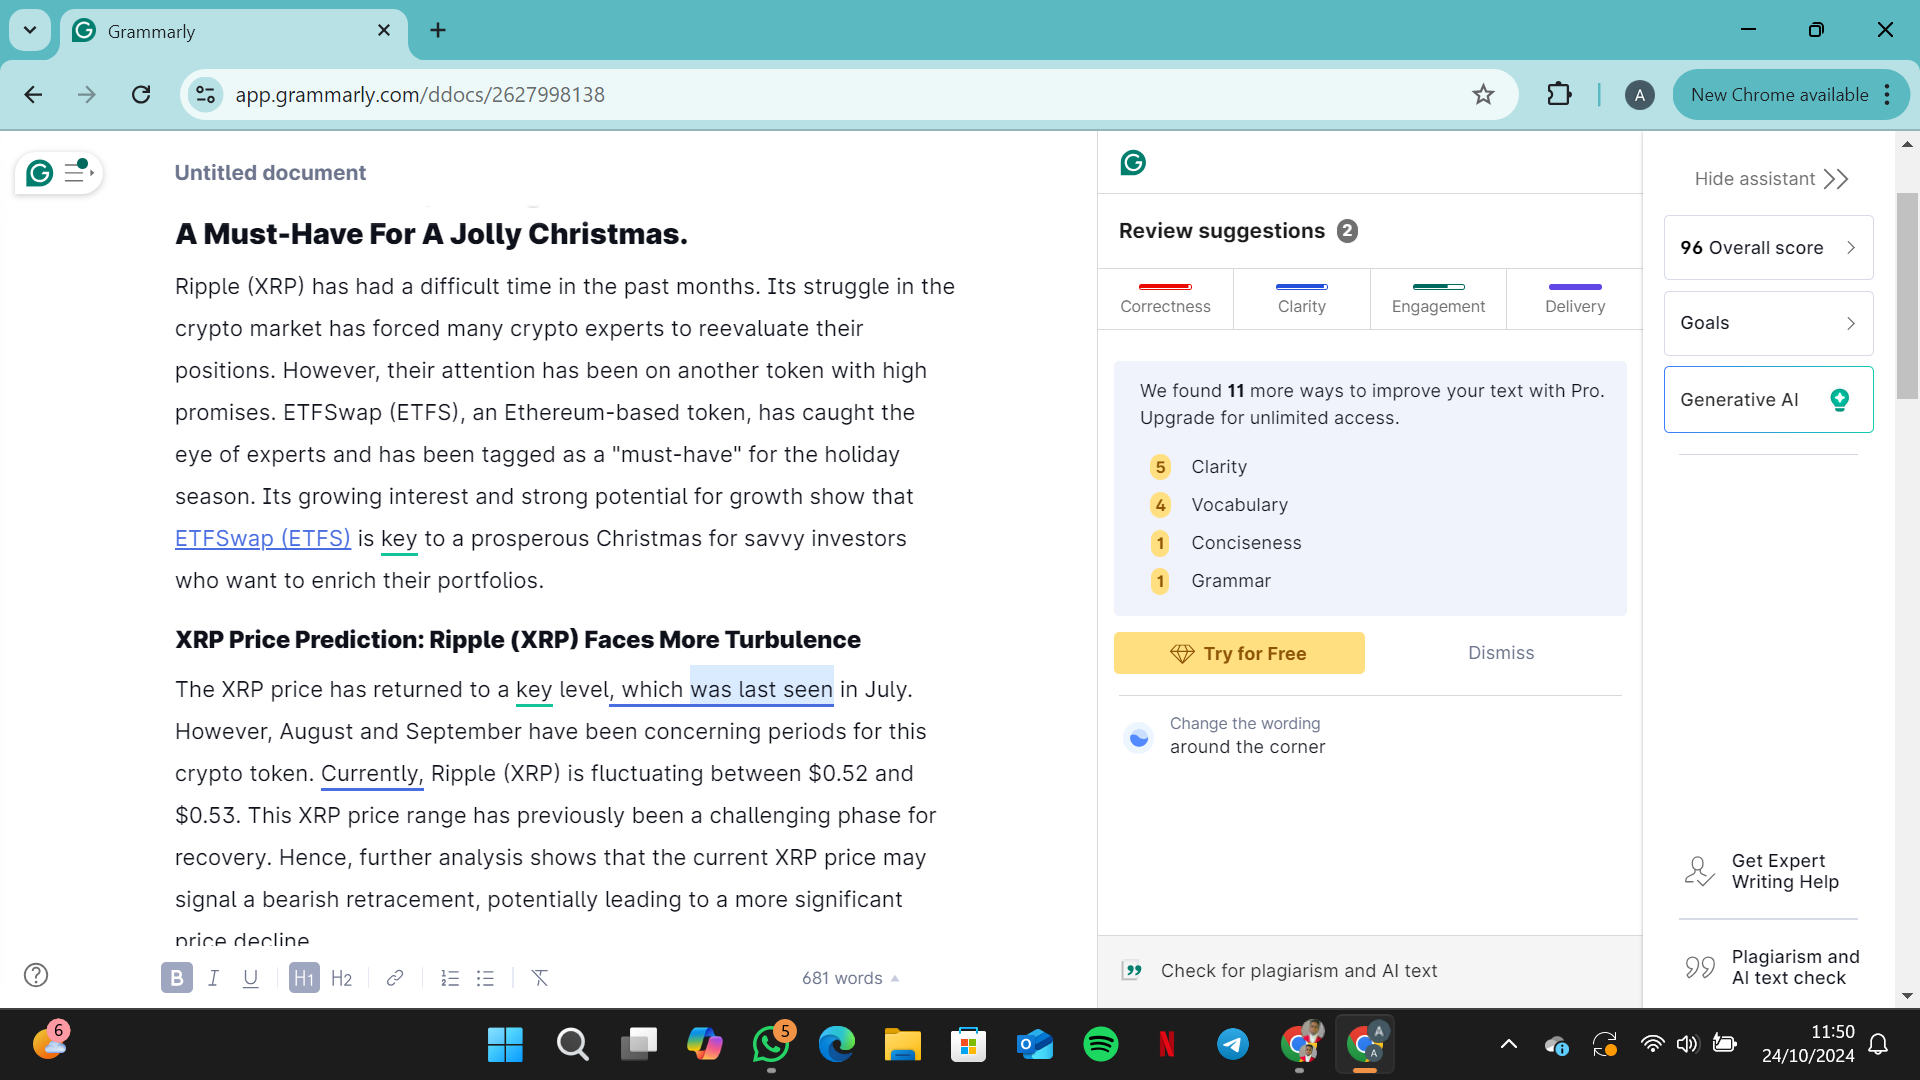 Grammarly
app.grammarly.com/ddocs/2627998138
A
New Chrome available
Untitled document
A Must-Have For A Jolly Christmas.
Ripple (XRP) has had a difficult time in the past months. Its struggle in the
crypto market has forced many crypto experts to reevaluate their
positions. However, their attention has been on another token with high
promises. ETFSwap (ETFS), an Ethereum-based token, has caught the
eye of experts and has been tagged as a "must-have" for the holiday
season. Its growing interest and strong potential for growth show that
ETFSwap (ETFS) is key to a prosperous Christmas for savvy investors
who want to enrich their portfolios.
XRP Price Prediction: Ripple (XRP) Faces More Turbulence
The XRP price has returned to a key level, which was last seen in July.
However, August and September have been concerning periods for this
crypto token. Currently, Ripple (XRP) is fluctuating between $0.52 and
$0.53. This XRP price range has previously been a challenging phase for
recovery. Hence, further analysis shows that the current XRP price may
signal a bearish retracement, potentially leading to a more significant
price decline
B I U H1 H2
681 words
Review suggestions 2
Correctness
Clarity
Engagement
Delivery
We found 11 more ways to improve your text with Pro.
Upgrade for unlimited access.
5 Clarity
4 Vocabulary
1 Conciseness
1 Grammar
Try for Free
Dismiss
Change the wording
around the corner
Check for plagiarism and AI text
Hide assistant
96 Overall score
Goals
Generative AI
Get Expert
Writing Help
Plagiarism and
AI text check
6
5
A
A
11:50
24/10/2024